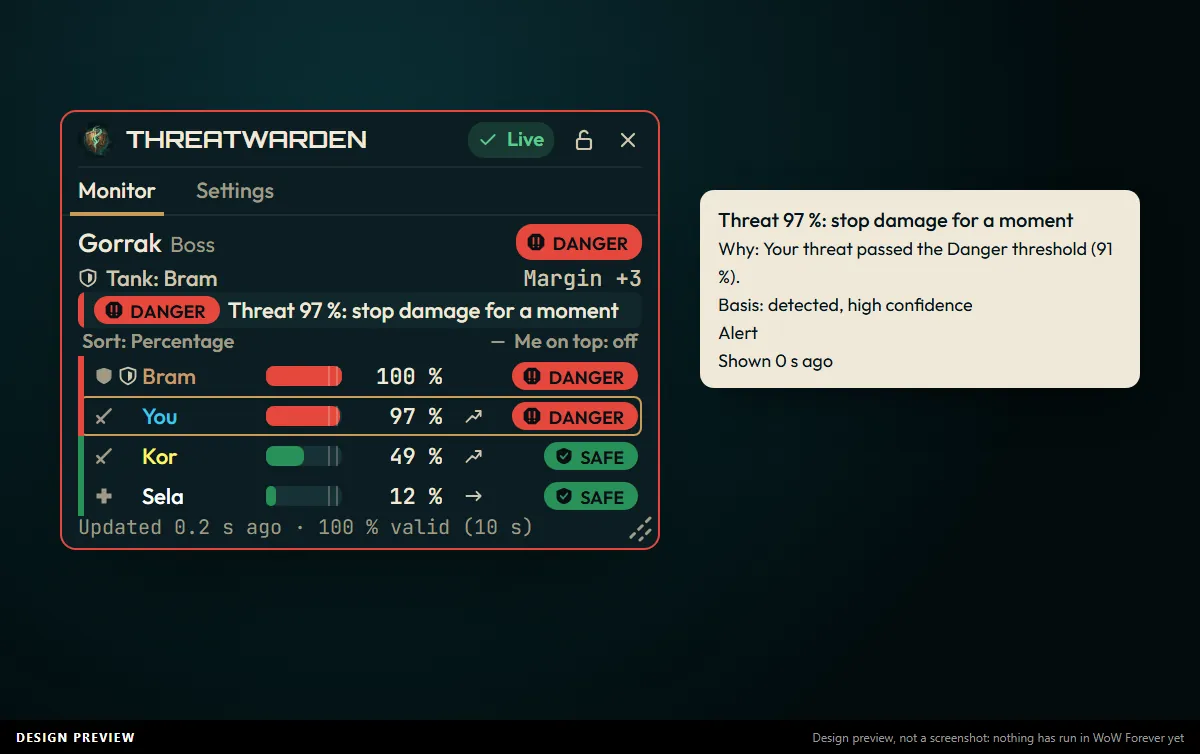 THREATWARDEN
Live
Monitor
Settings
Gorrak Boss
DANGER
Tank: Bram
Margin +3
DANGER Threat 97 %: stop damage for a moment
Sort: Percentage
— Me on top: off
Bram 100 % DANGER
You 97 % DANGER
Kor 49 % SAFE
Sela 12 % SAFE
Updated 0.2 s ago · 100 % valid (10 s)
Threat 97 %: stop damage for a moment
Why: Your threat passed the Danger threshold (91
%).
Basis: detected, high confidence
Alert
Shown 0 s ago
DESIGN PREVIEW
Design preview, not a screenshot: nothing has run in WoW Forever yet